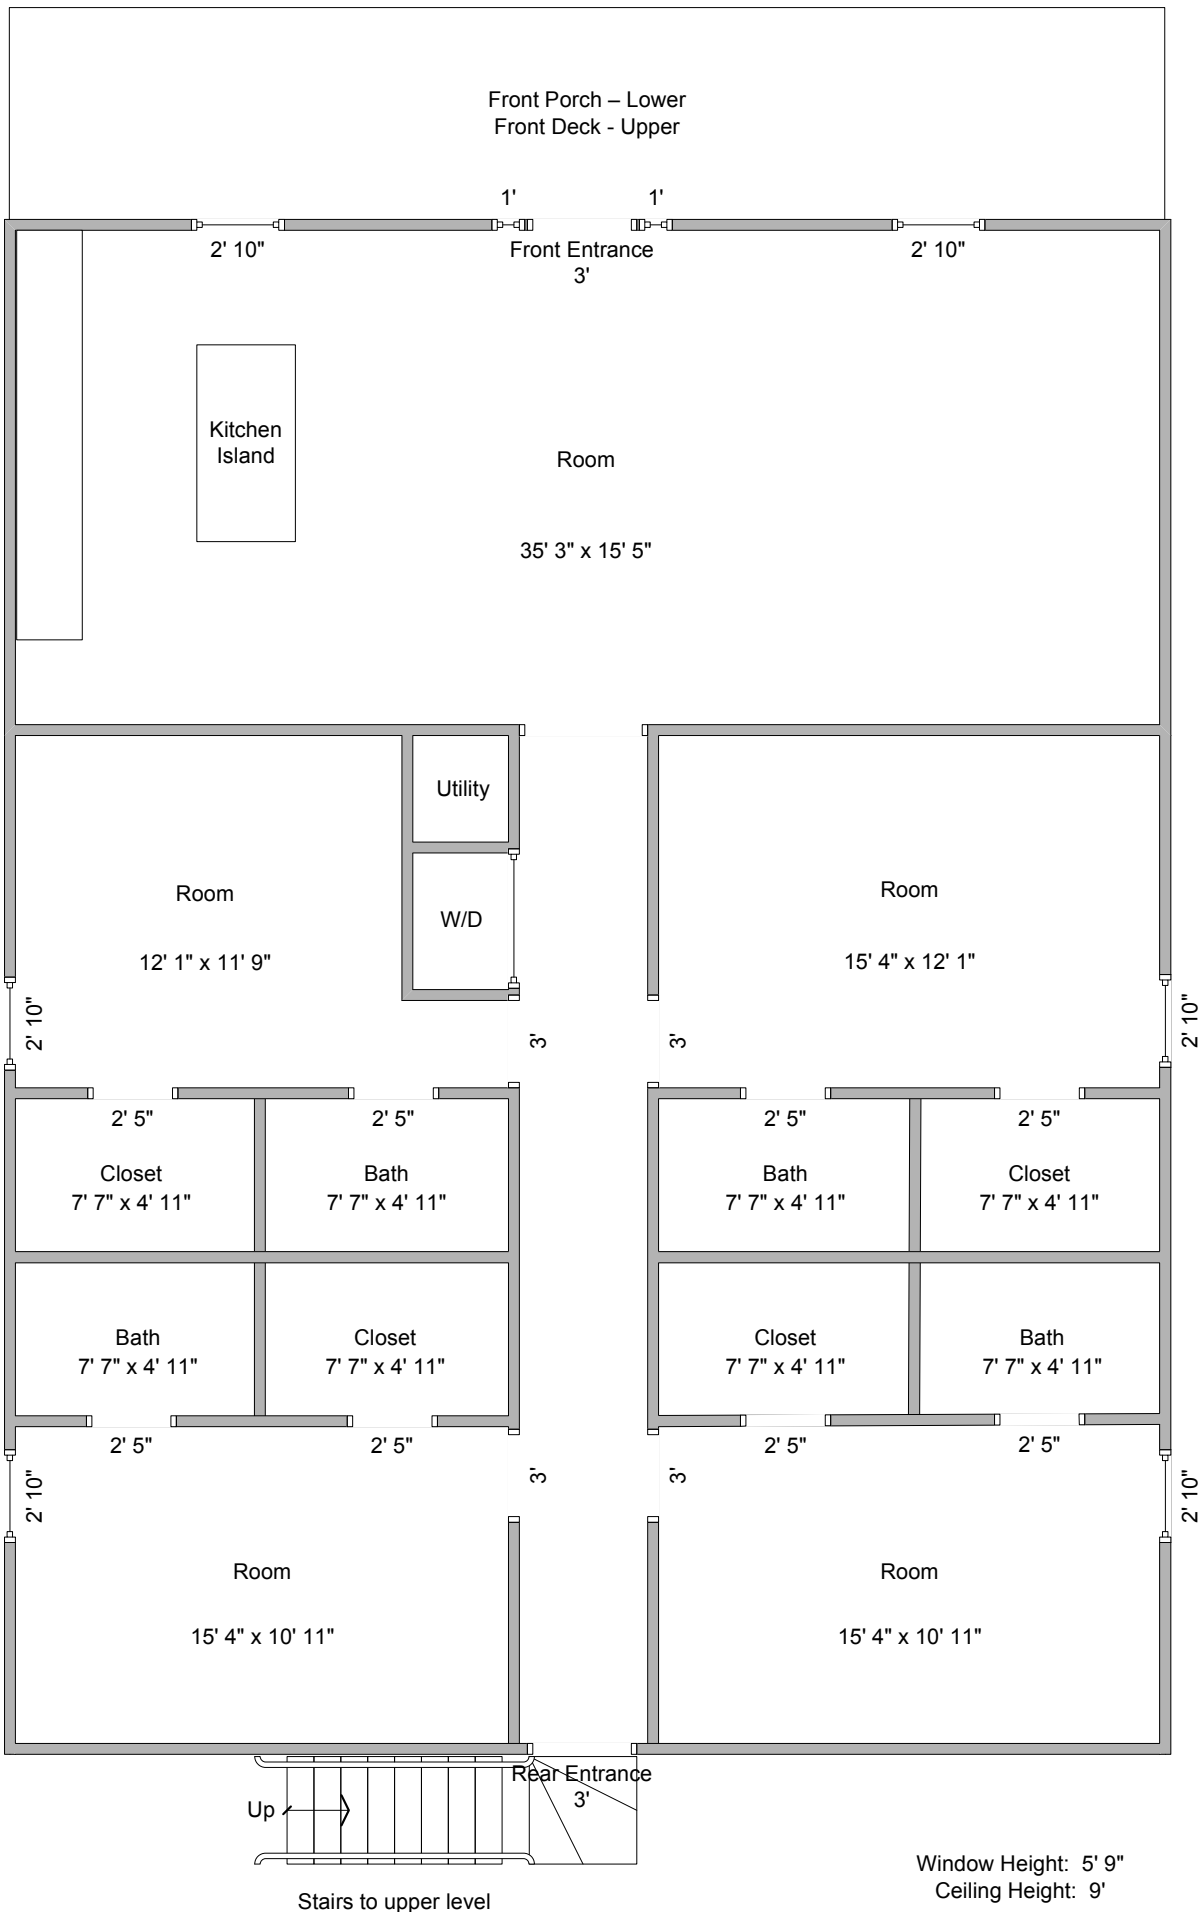 Front Porch – Lower
Front Deck - Upper
1'
1'
2' 10"
Front Entrance
3'
2' 10"
Kitchen
Island
Room
35' 3" x 15' 5"
Utility
Room
12' 1" x 11' 9"
W/D
Room
15' 4" x 12' 1"
2' 10"
3'
3'
2' 10"
2' 5"
2' 5"
2' 5"
2' 5"
Closet
7' 7" x 4' 11"
Bath
7' 7" x 4' 11"
Bath
7' 7" x 4' 11"
Closet
7' 7" x 4' 11"
Bath
7' 7" x 4' 11"
Closet
7' 7" x 4' 11"
Closet
7' 7" x 4' 11"
Bath
7' 7" x 4' 11"
2' 5"
2' 5"
2' 5"
2' 5"
2' 10"
3'
3'
2' 10"
Room
15' 4" x 10' 11"
Room
15' 4" x 10' 11"
Rear Entrance
3'
Up
Stairs to upper level
Window Height: 5' 9"
Ceiling Height: 9'